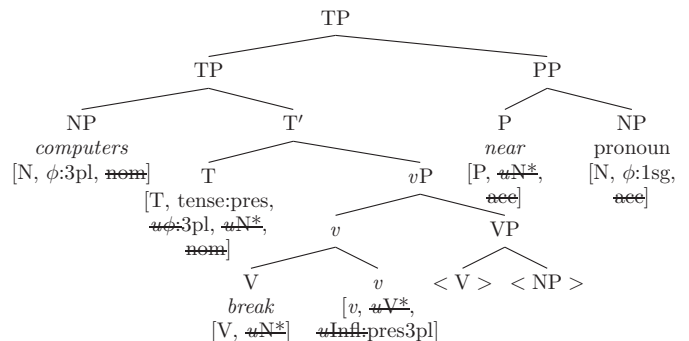 TP
TP PP
NP T′ P NP
computers near pronoun
[N, ϕ:3pl, nom] T vP [P, uN*, [N, ϕ:1sg,
[T, tense:pres, acc] acc]
uϕ:3pl, uN*, v VP
nom]
V v < V > < NP >
break [v, uV*,
[V, uN*] uInfl:pres3pl]